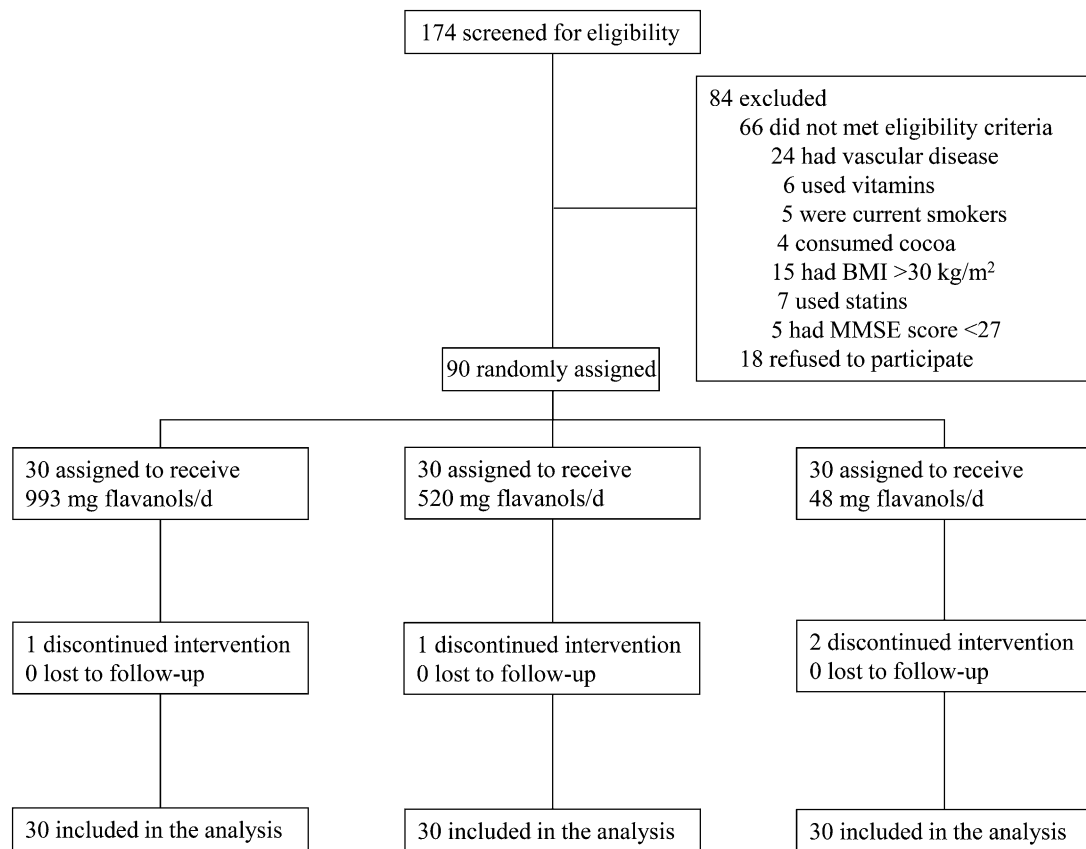 174 screened for eligibility
84 excluded
66 did not met eligibility criteria
24 had vascular disease
6 used vitamins
5 were current smokers
4 consumed cocoa
15 had BMI >30 kg/m²
7 used statins
5 had MMSE score <27
18 refused to participate
90 randomly assigned
30 assigned to receive
993 mg flavanols/d
30 assigned to receive
520 mg flavanols/d
30 assigned to receive
48 mg flavanols/d
1 discontinued intervention
0 lost to follow-up
1 discontinued intervention
0 lost to follow-up
2 discontinued intervention
0 lost to follow-up
30 included in the analysis
30 included in the analysis
30 included in the analysis